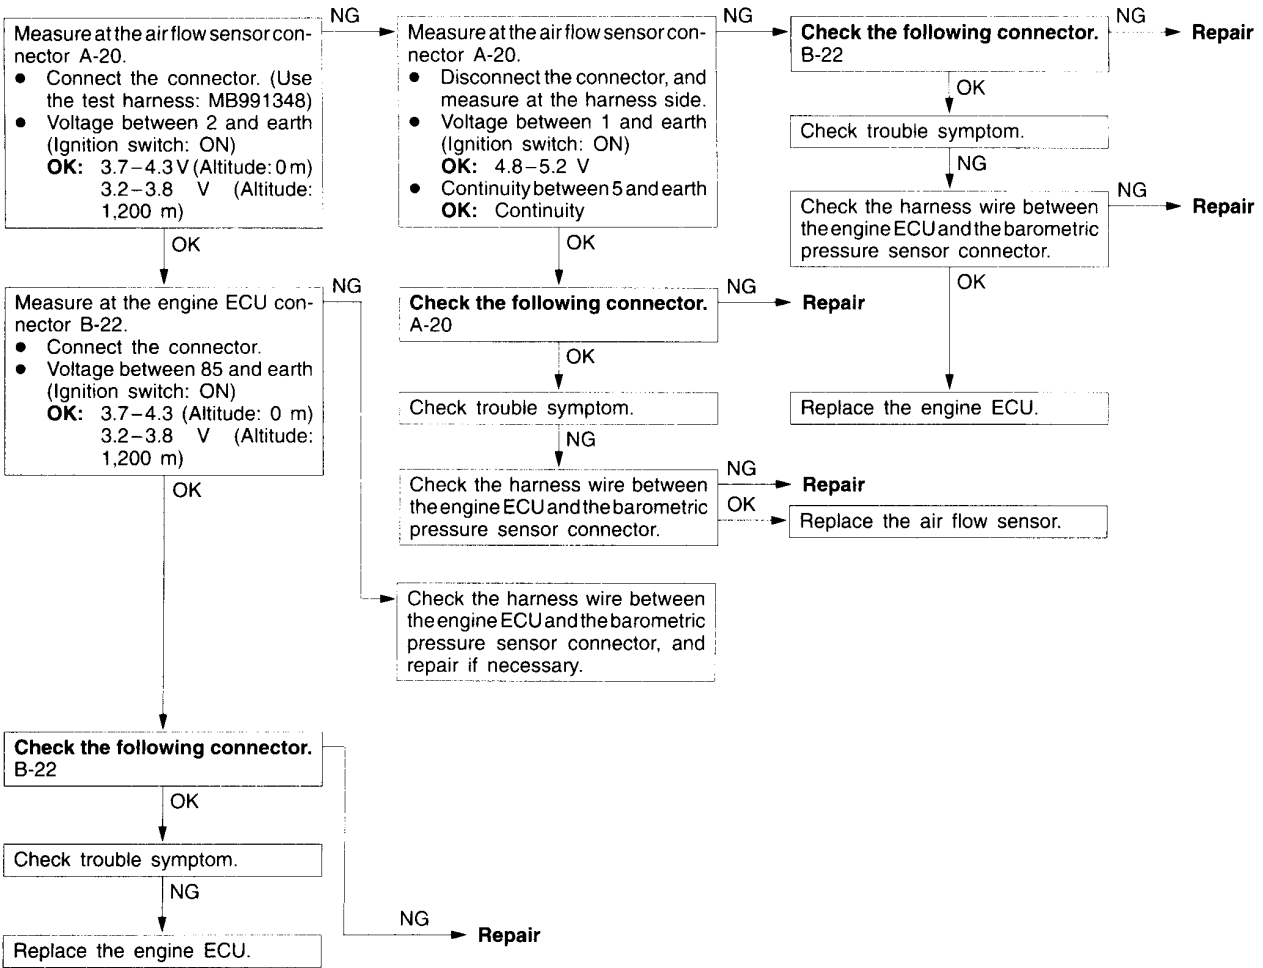 Measure at the air flow sensor con-
nector A-20.
● Connect the connector. (Use
the test harness: MB991348)
● Voltage between 2 and earth
(Ignition switch: ON)
OK: 3.7–4.3 V (Altitude: 0 m)
3.2–3.8 V (Altitude:
1,200 m)
NG
OK
Measure at the air flow sensor con-
nector A-20.
● Disconnect the connector, and
measure at the harness side.
● Voltage between 1 and earth
(Ignition switch: ON)
OK: 4.8–5.2 V
● Continuity between 5 and earth
OK: Continuity
NG
OK
Check the following connector.
B-22
NG
Repair
OK
Check trouble symptom.
NG
Check the harness wire between
the engine ECU and the barometric
pressure sensor connector.
NG
Repair
OK
Replace the engine ECU.
Measure at the engine ECU con-
nector B-22.
● Connect the connector.
● Voltage between 85 and earth
(Ignition switch: ON)
OK: 3.7–4.3 (Altitude: 0 m)
3.2–3.8 V (Altitude:
1,200 m)
NG
OK
Check the following connector.
A-20
NG
Repair
OK
Check trouble symptom.
NG
Check the harness wire between
the engine ECU and the barometric
pressure sensor connector.
NG
Repair
OK
Replace the air flow sensor.
Check the harness wire between
the engine ECU and the barometric
pressure sensor connector, and
repair if necessary.
Check the following connector.
B-22
OK
Check trouble symptom.
NG
Replace the engine ECU.
NG
Repair